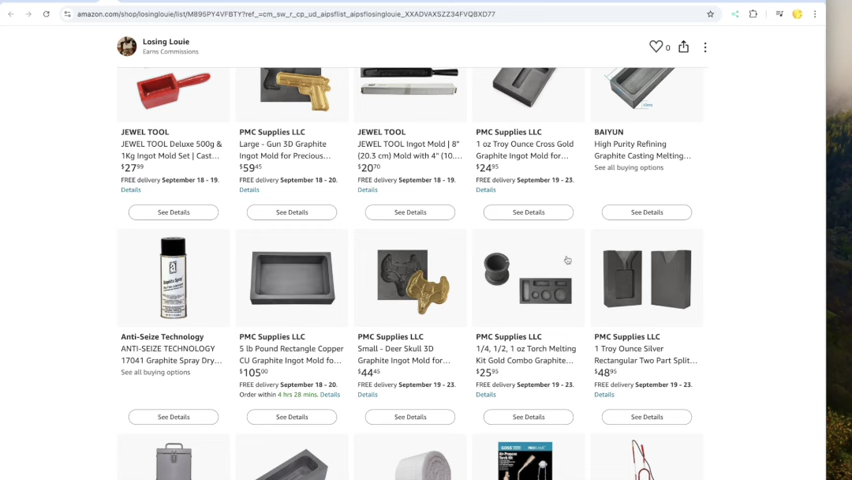 amazon.com/shop/losinglouie/list/M895PY4VFBTY?ref_=cm_sw_r_cp_ud_aipsflist_aipsflosinglouie_XXADVAXSZZ34FVQBXD77
Losing Louie
Earns Commissions
0
JEWEL TOOL
JEWEL TOOL Deluxe 500g &
1Kg Ingot Mold Set | Cast...
$27.99
FREE delivery September 18 - 19.
Details
See Details
PMC Supplies LLC
Large - Gun 3D Graphite
Ingot Mold for Precious...
$59.45
FREE delivery September 18 - 20.
Details
See Details
JEWEL TOOL
JEWEL TOOL Ingot Mold | 8"
(20.3 cm) Mold with 4" (10....
$20.70
FREE delivery September 18 - 19.
Details
See Details
PMC Supplies LLC
1 oz Troy Ounce Cross Gold
Graphite Ingot Mold for...
$24.95
FREE delivery September 19 - 23.
Details
See Details
BAIYUN
High Purity Refining
Graphite Casting Melting...
See all buying options
See Details
Anti-Seize Technology
ANTI-SEIZE TECHNOLOGY
17041 Graphite Spray Dry...
See all buying options
See Details
PMC Supplies LLC
5 lb Pound Rectangle Copper
CU Graphite Ingot Mold fo...
$105.00
FREE delivery September 18 - 20.
Order within 4 hrs 28 mins. Details
See Details
PMC Supplies LLC
Small - Deer Skull 3D
Graphite Ingot Mold for...
$44.45
FREE delivery September 19 - 23.
Details
See Details
PMC Supplies LLC
1/4, 1/2, 1 oz Torch Melting
Kit Gold Combo Graphite...
$25.95
FREE delivery September 19 - 23.
Details
See Details
PMC Supplies LLC
1 Troy Ounce Silver
Rectangular Two Part Split...
$48.95
FREE delivery September 19 - 23.
Details
See Details